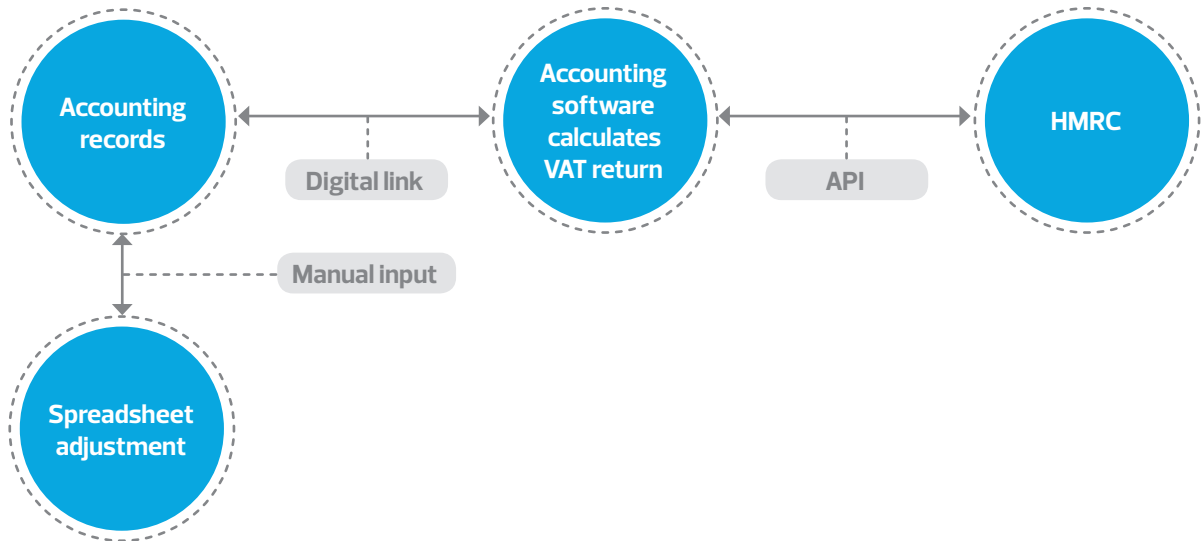 Accounting
records
Digital link
Accounting
software
calculates
VAT return
API
HMRC
Manual input
Spreadsheet
adjustment